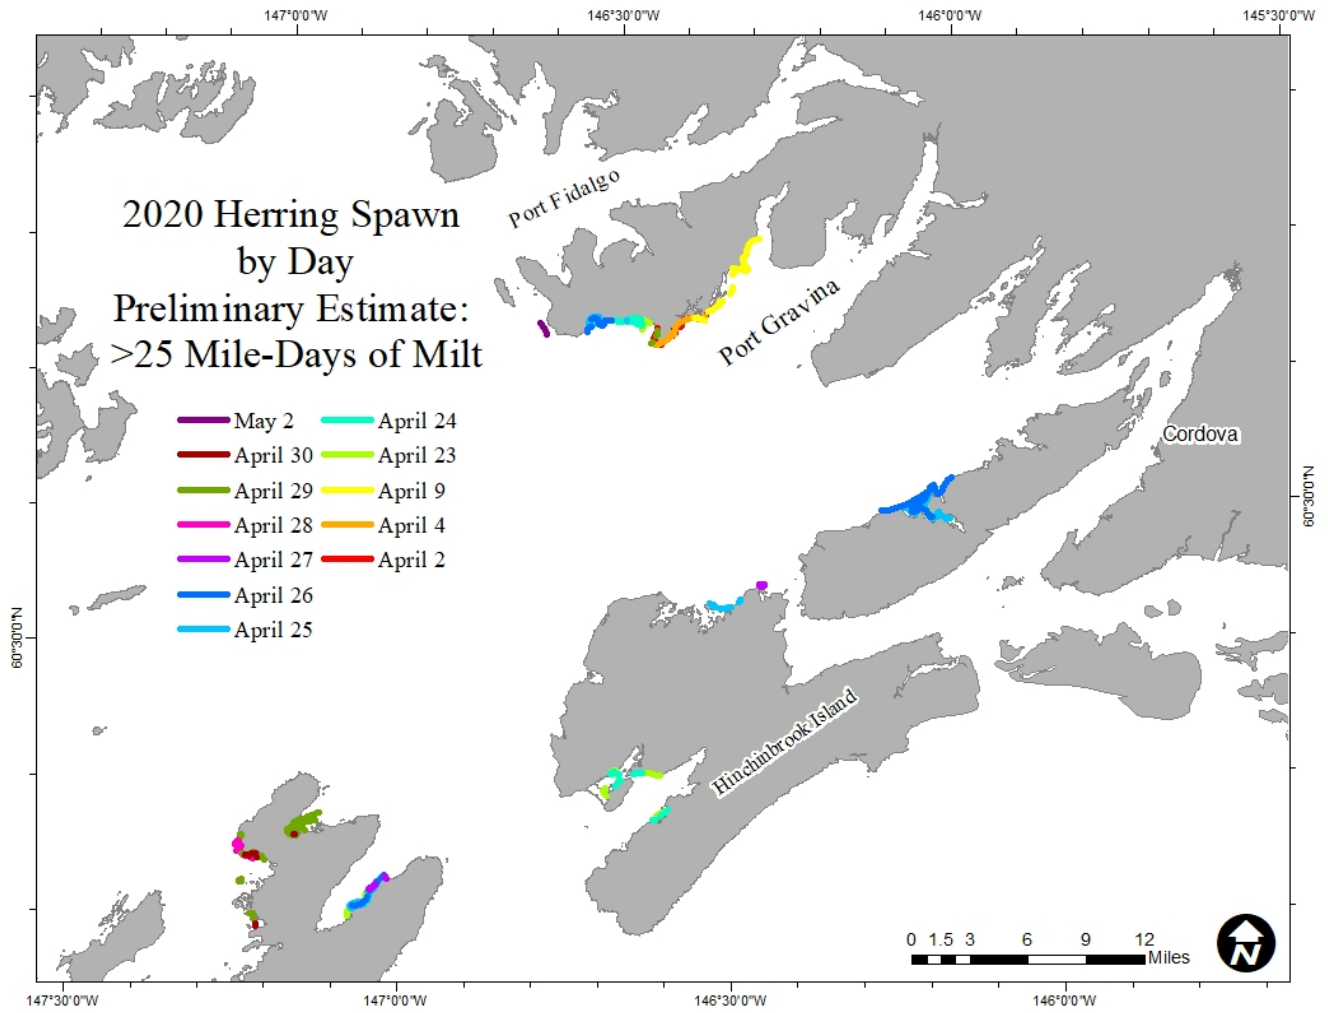 147°0'0"W 146°30'0"W 146°0'0"W 145°30'0"W
Port Fidalgo
2020 Herring Spawn
by Day
Preliminary Estimate:
>25 Mile-Days of Milt
Port Gravina
May 2 April 24
April 30 April 23
April 29 April 9
April 28 April 4
April 27 April 2
April 26
April 25
Cordova
60°30'0"N
60°30'0"N
Hinchinbrook Island
0 1.5 3 6 9 12
Miles
N
147°30'0"W 147°0'0"W 146°30'0"W 146°0'0"W